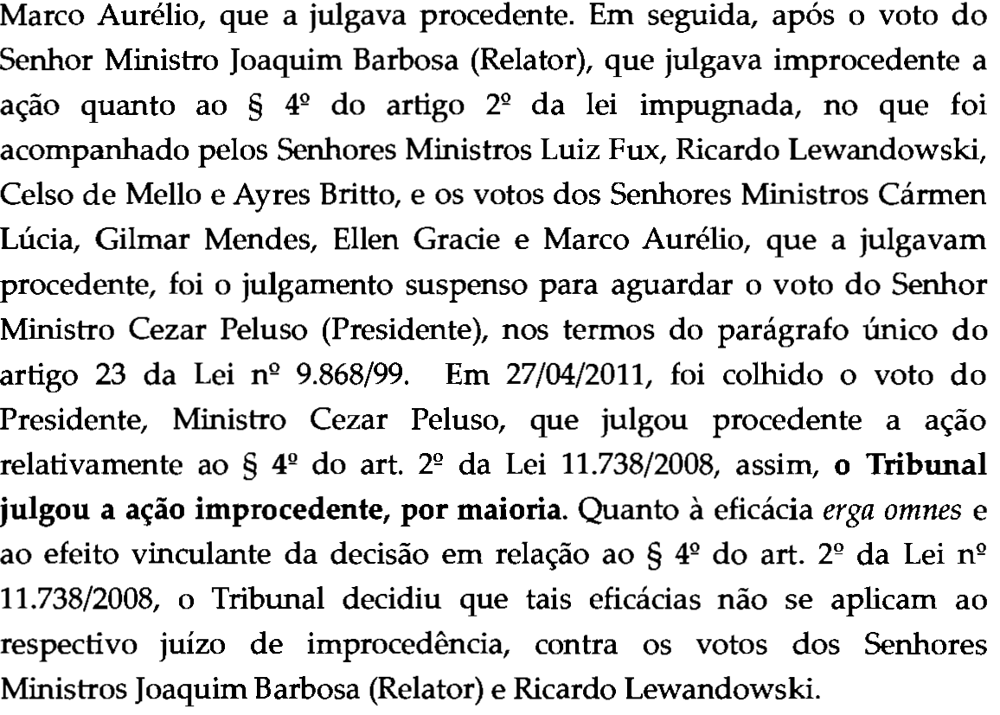 Marco Aurélio, que a julgava procedente. Em seguida, após o voto do
Senhor Ministro Joaquim Barbosa (Relator), que julgava improcedente a
ação quanto ao § 4º do artigo 2º da lei impugnada, no que foi
acompanhado pelos Senhores Ministros Luiz Fux, Ricardo Lewandowski,
Celso de Mello e Ayres Britto, e os votos dos Senhores Ministros Cármen
Lúcia, Gilmar Mendes, Ellen Gracie e Marco Aurélio, que a julgavam
procedente, foi o julgamento suspenso para aguardar o voto do Senhor
Ministro Cezar Peluso (Presidente), nos termos do parágrafo único do
artigo 23 da Lei nº 9.868/99. Em 27/04/2011, foi colhido o voto do
Presidente, Ministro Cezar Peluso, que julgou procedente a ação
relativamente ao § 4º do art. 2º da Lei 11.738/2008, assim, o Tribunal
julgou a ação improcedente, por maioria. Quanto à eficácia erga omnes e
ao efeito vinculante da decisão em relação ao § 4º do art. 2º da Lei nº
11.738/2008, o Tribunal decidiu que tais eficácias não se aplicam ao
respectivo juízo de improcedência, contra os votos dos Senhores
Ministros Joaquim Barbosa (Relator) e Ricardo Lewandowski.